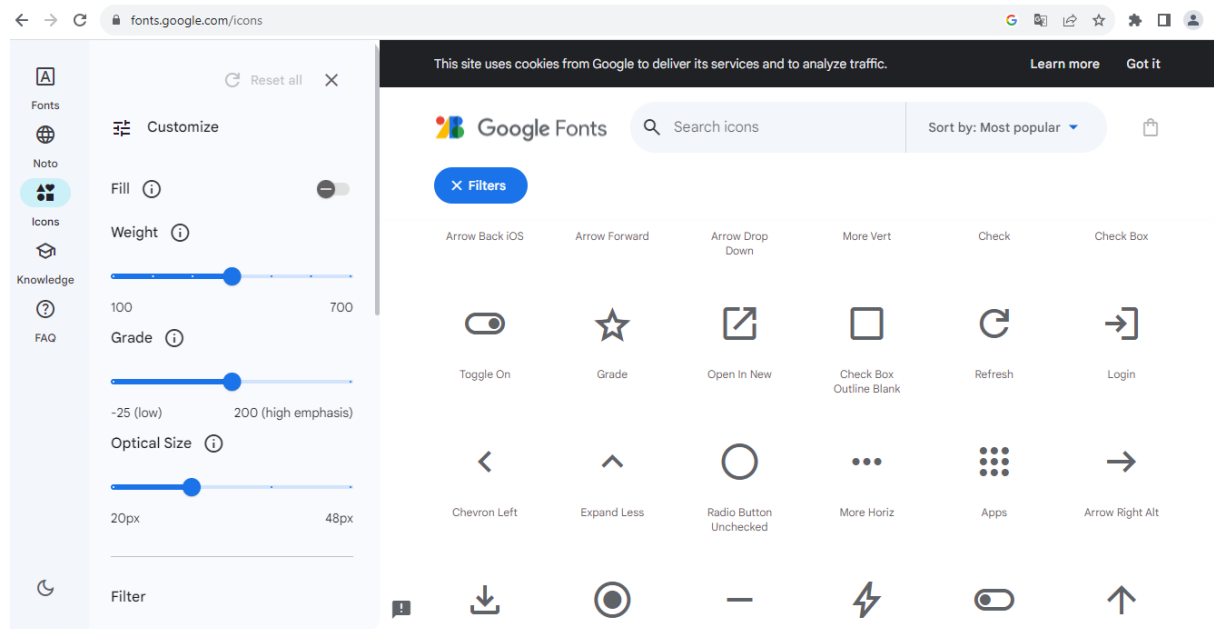 fonts.google.com/icons
Fonts
Noto
Icons
Knowledge
FAQ
Reset all
Customize
Fill
Weight
100 700
Grade
-25 (low) 200 (high emphasis)
Optical Size
20px 48px
Filter
This site uses cookies from Google to deliver its services and to analyze traffic. Learn more Got it
Google Fonts
Search icons
Sort by: Most popular
Filters
Arrow Back iOS
Arrow Forward
Arrow Drop
Down
More Vert
Check
Check Box
Toggle On
Grade
Open In New
Check Box
Outline Blank
Refresh
Login
Chevron Left
Expand Less
Radio Button
Unchecked
More Horiz
Apps
Arrow Right Alt